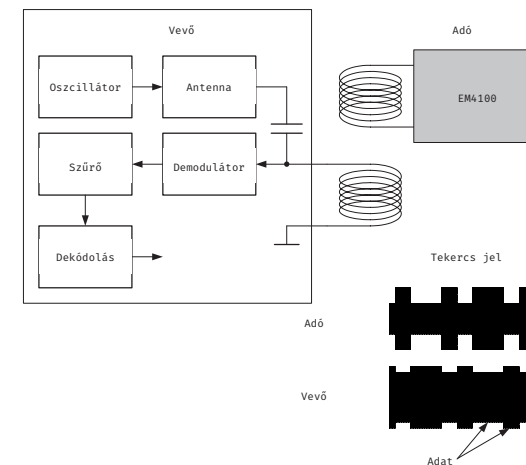 Vevő
Adó
Oszcillátor
Antenna
EM4100
Szűrő
Demodulátor
Dekódolás
Tekercs jel
Adó
Vevő
Adat